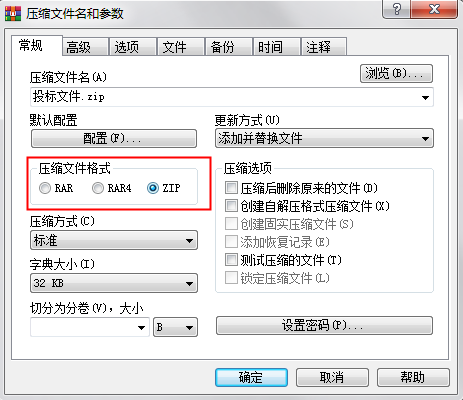 压缩文件名和参数
常规 高级 选项 文件 备份 时间 注释
压缩文件名(A)
浏览(B)...
投标文件.zip
默认配置
配置(F)...
更新方式(U)
添加并替换文件
压缩文件格式
RAR RAR4 ZIP
压缩选项
压缩后删除原来的文件(D)
创建自解压格式压缩文件(X)
创建固实压缩文件(S)
添加恢复记录(E)
测试压缩的文件(T)
锁定压缩文件(L)
压缩方式(C)
标准
字典大小(I)
32 KB
切分为分卷(V)，大小
B
设置密码(P)...
确定 取消 帮助